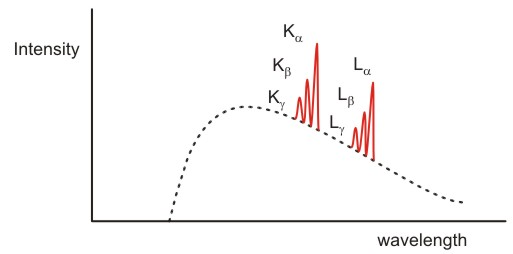 Intensity
Kα
Kβ
Kγ
Lα
Lβ
Lγ
wavelength